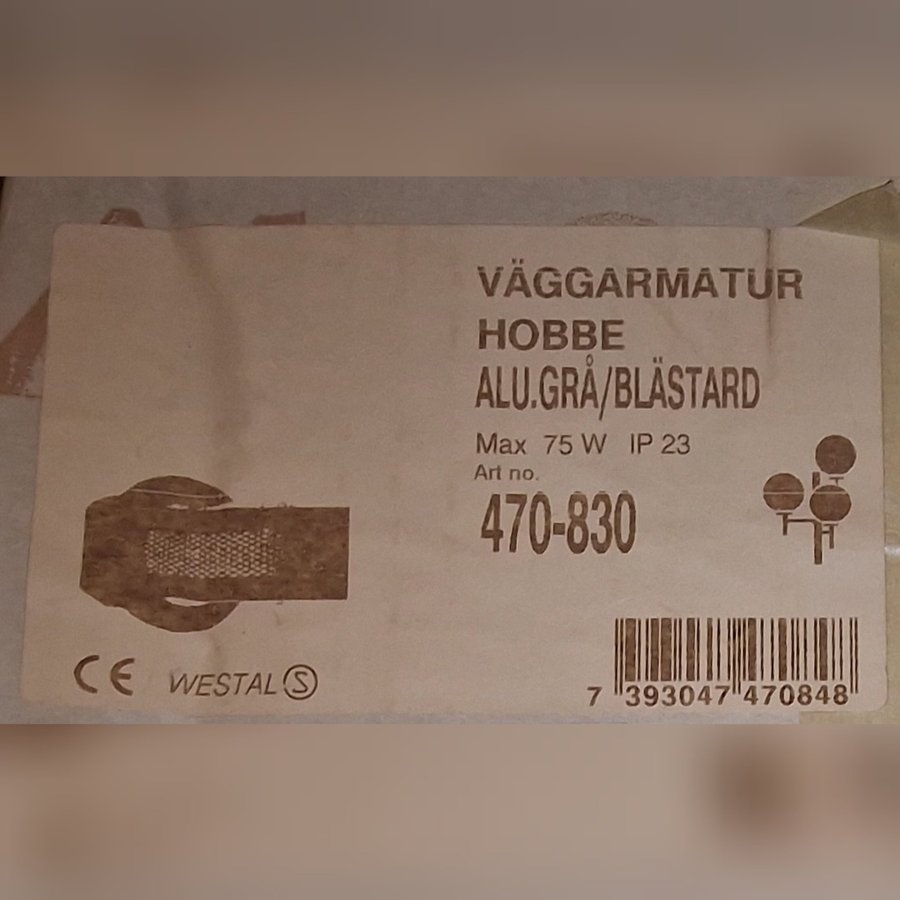 VÄGGARMATUR
HOBBE
ALU.GRÅ/BLÄSTARD
Max 75 W IP 23
Art no.
470-830
CE WESTAL S
7 393047 470848